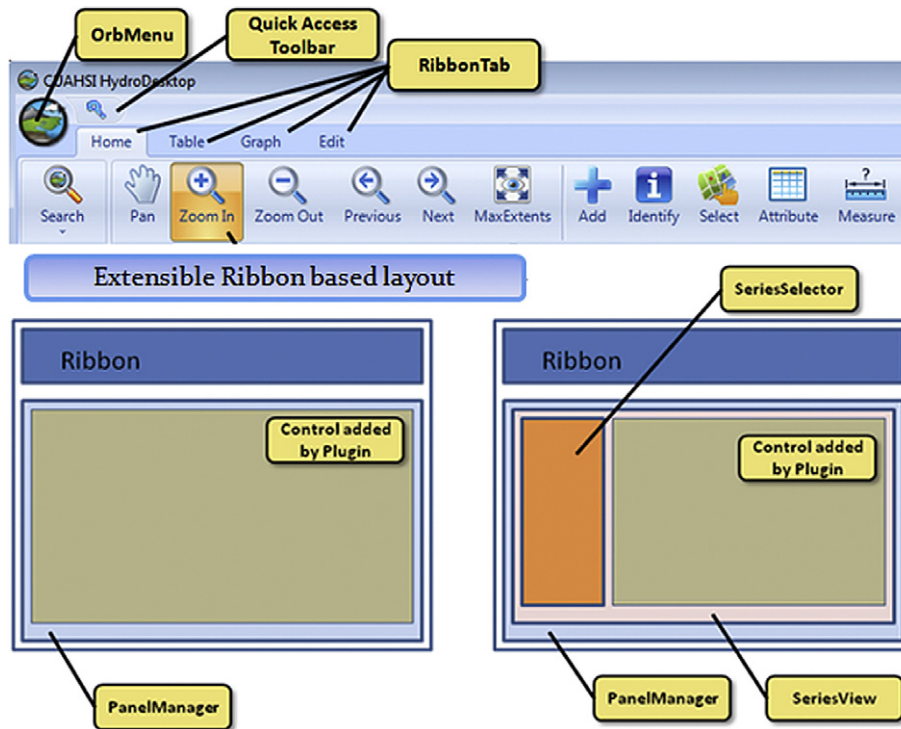 OrbMenu
Quick Access
Toolbar
RibbonTab
CUAHSI HydroDesktop
Home Table Graph Edit
Search Pan Zoom In Zoom Out Previous Next MaxExtents Add Identify Select Attribute Measure
?
Extensible Ribbon based layout
SeriesSelector
Ribbon
Control added
by Plugin
PanelManager
Ribbon
Control added
by Plugin
PanelManager
SeriesView